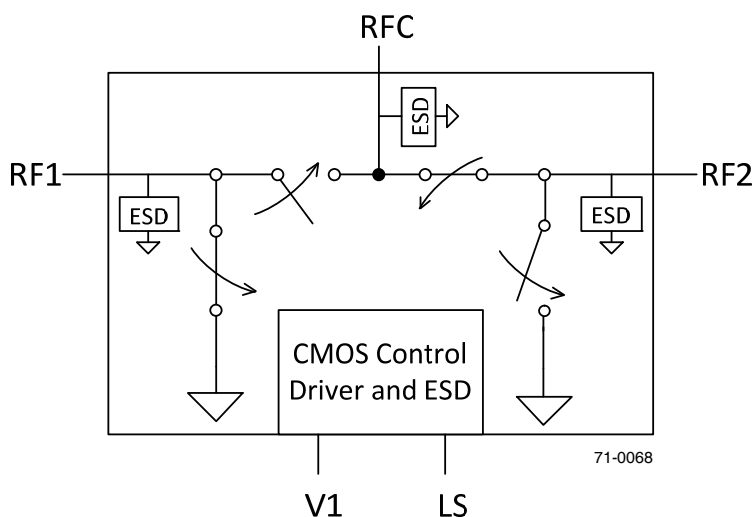 RFC
ESD
RF1
RF2
ESD
ESD
CMOS Control
Driver and ESD
71-0068
V1
LS